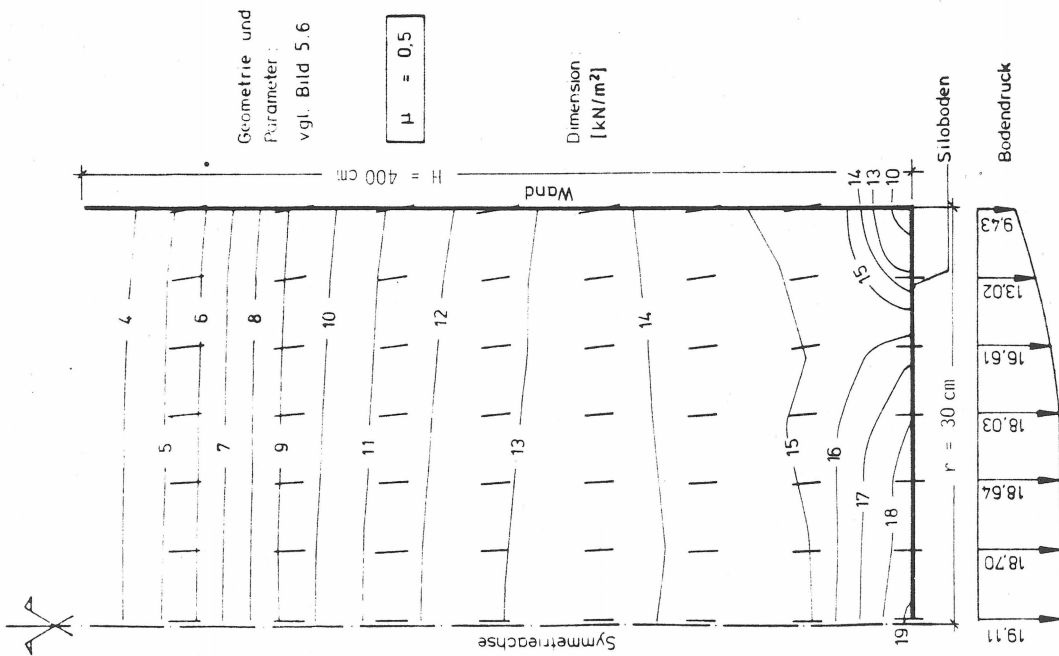 Geometrie und
Parameter :
vgl. Bild 5.6
μ = 0,5
Dimension :
[kN/m²]
H = 400 cm
Wand
Symmetrieachse
4
5
6
7
8
9
10
11
12
13
14
15
16
17
18
19
15
14
13
10
Siloboden
r = 30 cm
Bodendruck
19.11
18.70
18.64
18.03
16.61
13.02
9.43